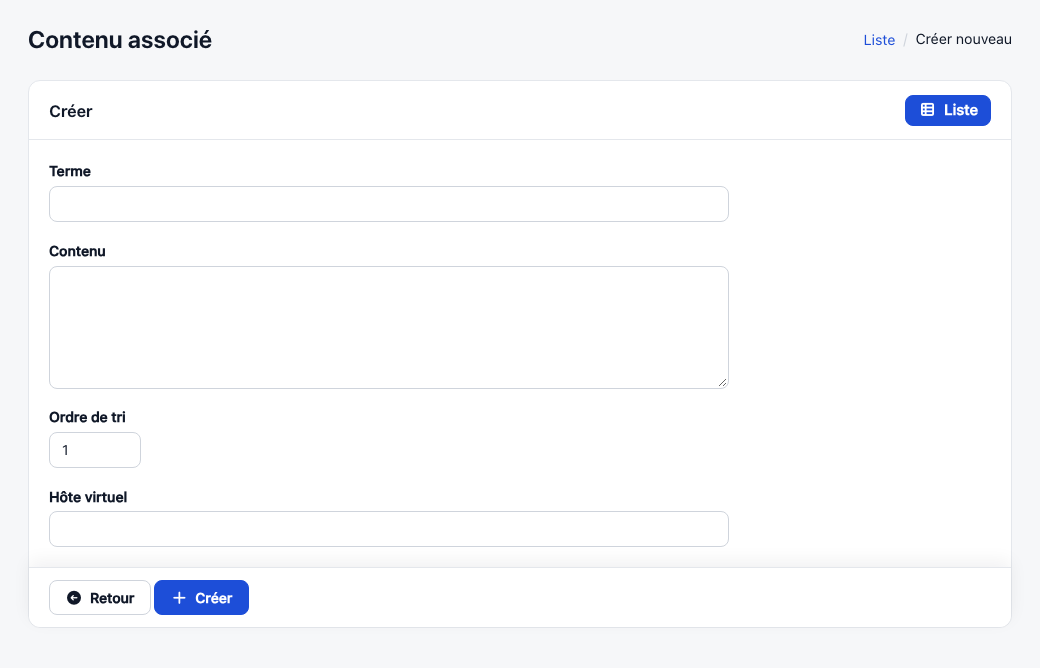 Contenu associé
Liste / Créer nouveau
Créer
Liste
Terme
Contenu
Ordre de tri
1
Hôte virtuel
Retour
Créer